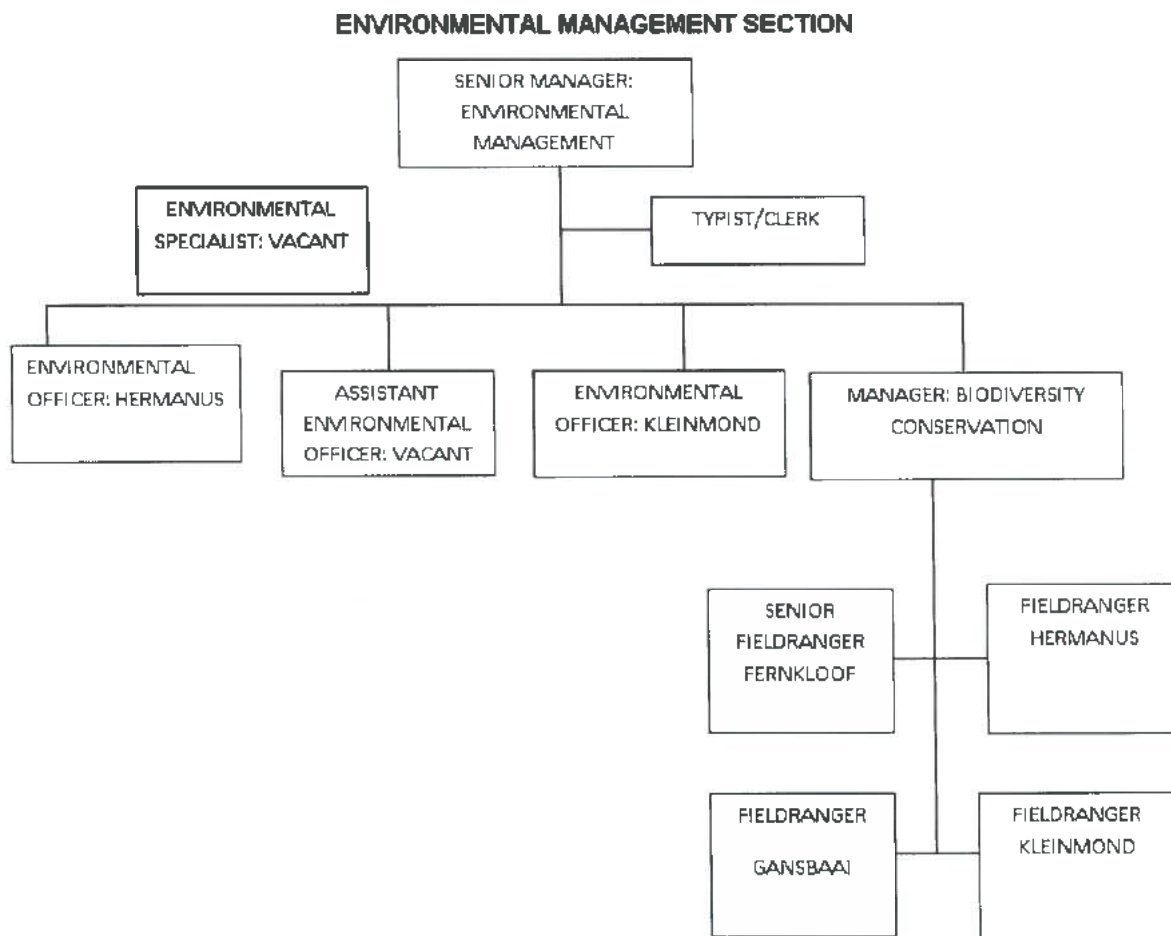 ENVIRONMENTAL MANAGEMENT SECTION
SENIOR MANAGER:
ENVIRONMENTAL
MANAGEMENT
ENVIRONMENTAL
SPECIALIST: VACANT
TYPIST/CLERK
ENVIRONMENTAL
OFFICER: HERMANUS
ASSISTANT
ENVIRONMENTAL
OFFICER: VACANT
ENVIRONMENTAL
OFFICER: KLEINMOND
MANAGER: BIODIVERSITY
CONSERVATION
SENIOR
FIELDRANGER
FERNKLOOF
FIELDRANGER
HERMANUS
FIELDRANGER
GANSBAAI
FIELDRANGER
KLEINMOND